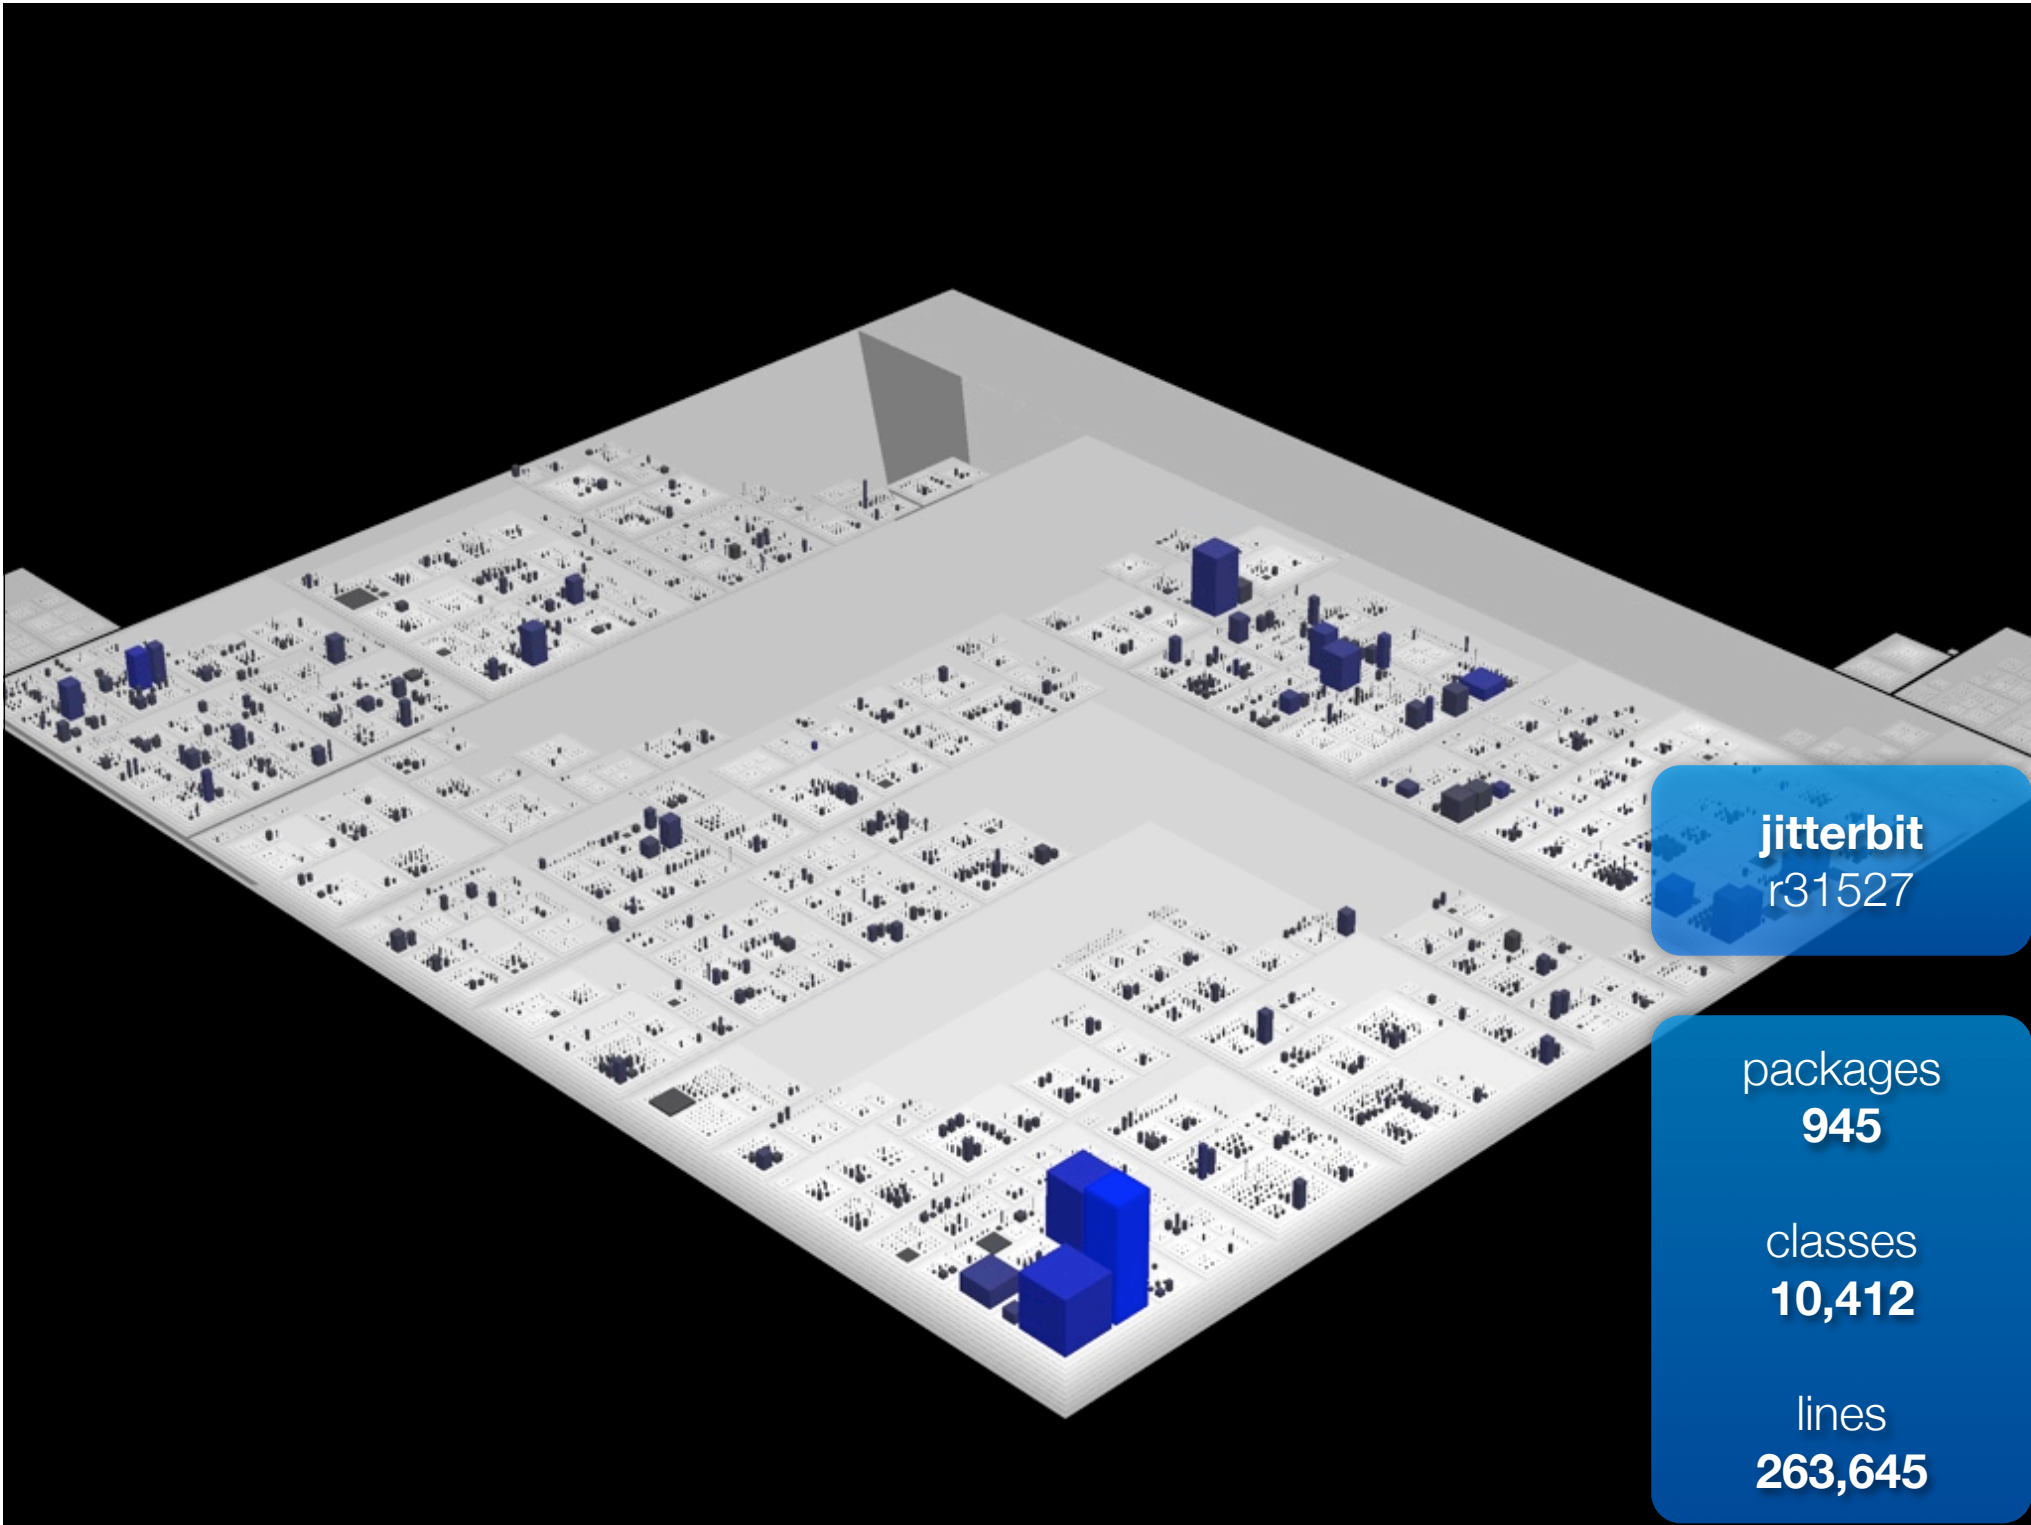 jitterbit
r31527
packages
945
classes
10,412
lines
263,645